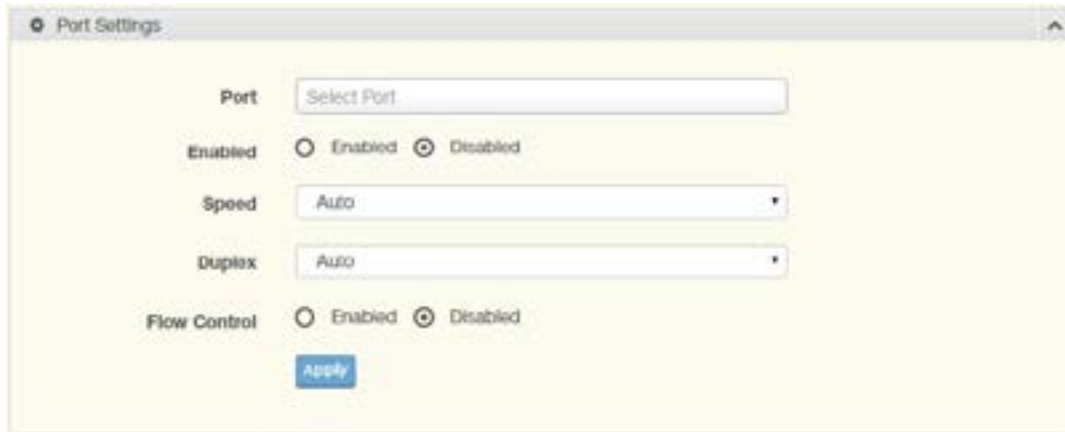 Port Settings
Port Select Port
Enabled Enabled Disabled
Speed Auto
Duplex Auto
Flow Control Enabled Disabled
Apply